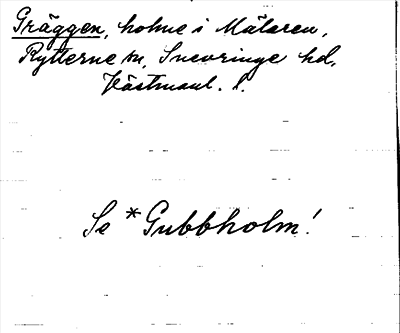 Gräggen, holme i Mälaren,
Rytterne sn, Snevringe hd,
Västmanl. l.
Se *Gubbholm!